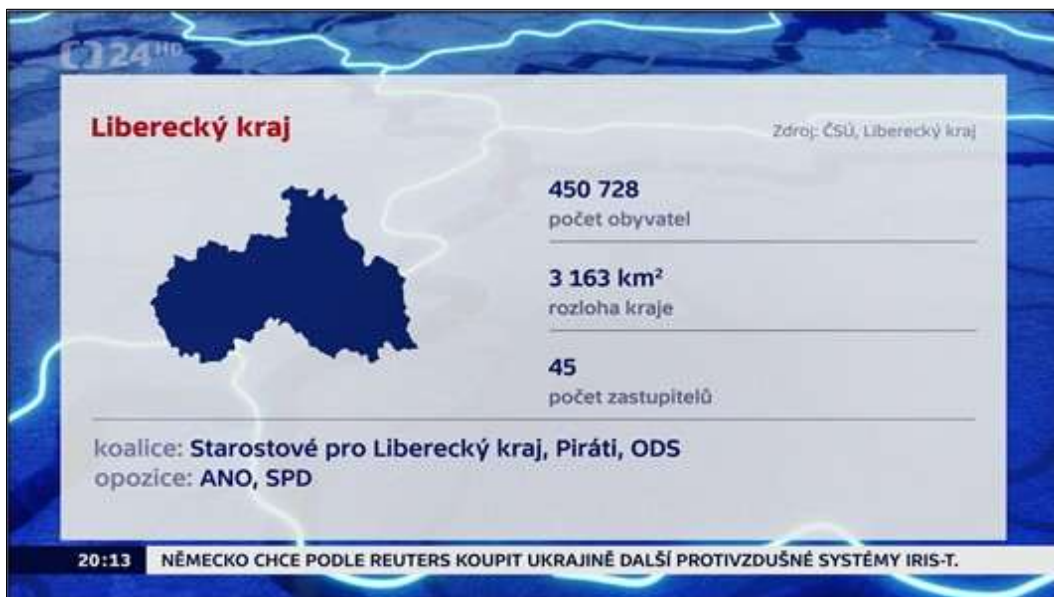 24 HD
Liberecký kraj
Zdroj: ČSÚ, Liberecký kraj
450 728
počet obyvatel
3 163 km²
rozloha kraje
45
počet zastupitelů
koalice: Starostové pro Liberecký kraj, Piráti, ODS
opozice: ANO, SPD
20:13 NĚMECKO CHCE PODLE REUTERS KOUPIT UKRAJINĚ DALŠÍ PROTIVZDUŠNÉ SYSTÉMY IRIS-T.